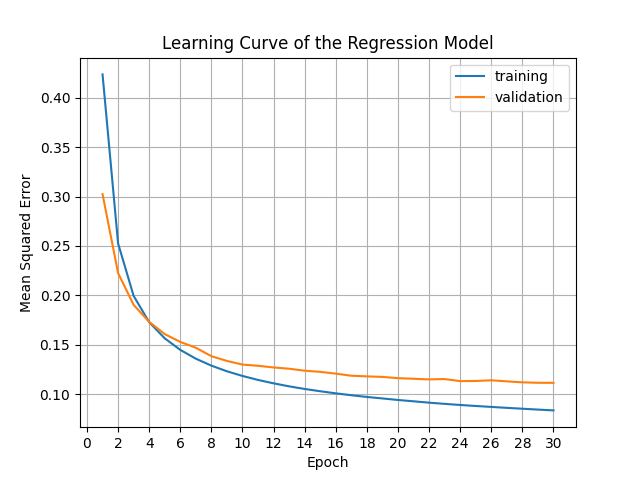 Learning Curve of the Regression Model
training
validation
0.40
0.35
0.30
0.25
0.20
0.15
0.10
Mean Squared Error
0 2 4 6 8 10 12 14 16 18 20 22 24 26 28 30
Epoch